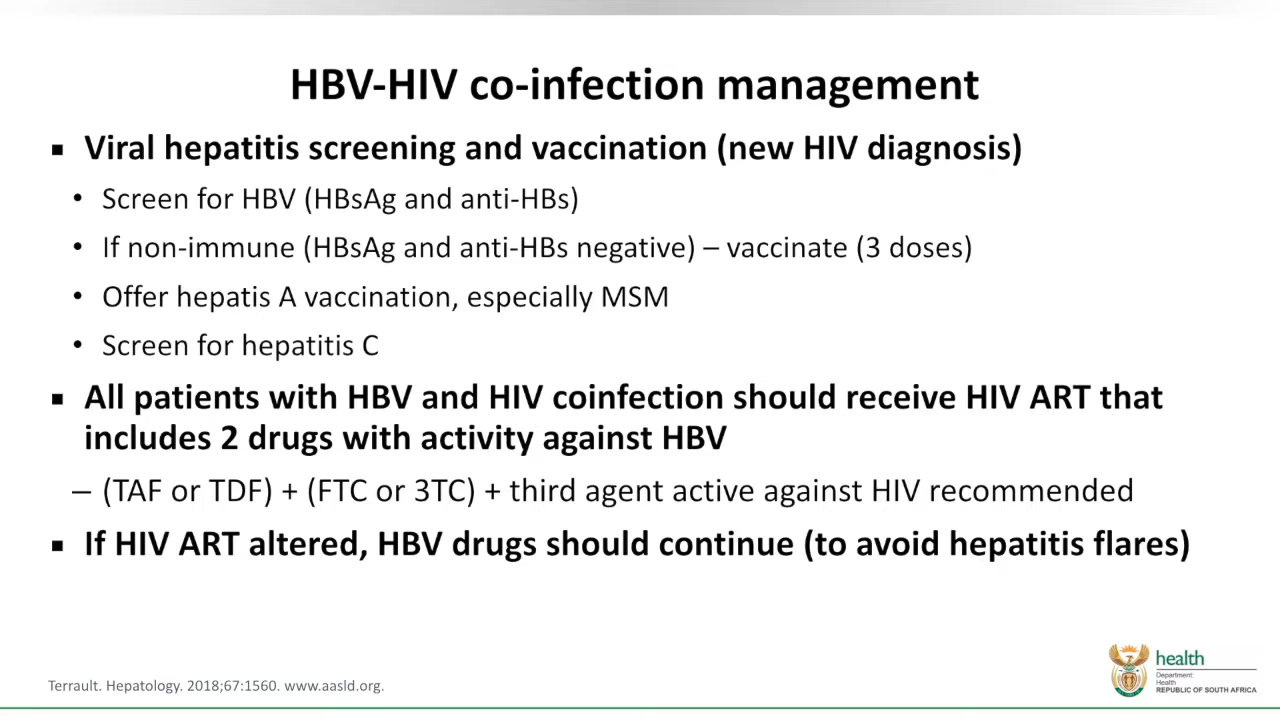 HBV-HIV co-infection management
▪ Viral hepatitis screening and vaccination (new HIV diagnosis)
• Screen for HBV (HBsAg and anti-HBs)
• If non-immune (HBsAg and anti-HBs negative) – vaccinate (3 doses)
• Offer hepatis A vaccination, especially MSM
• Screen for hepatitis C
▪ All patients with HBV and HIV coinfection should receive HIV ART that
includes 2 drugs with activity against HBV
– (TAF or TDF) + (FTC or 3TC) + third agent active against HIV recommended
▪ If HIV ART altered, HBV drugs should continue (to avoid hepatitis flares)
Terrault. Hepatology. 2018;67:1560. www.aasld.org.
health
Department:
Health
REPUBLIC OF SOUTH AFRICA